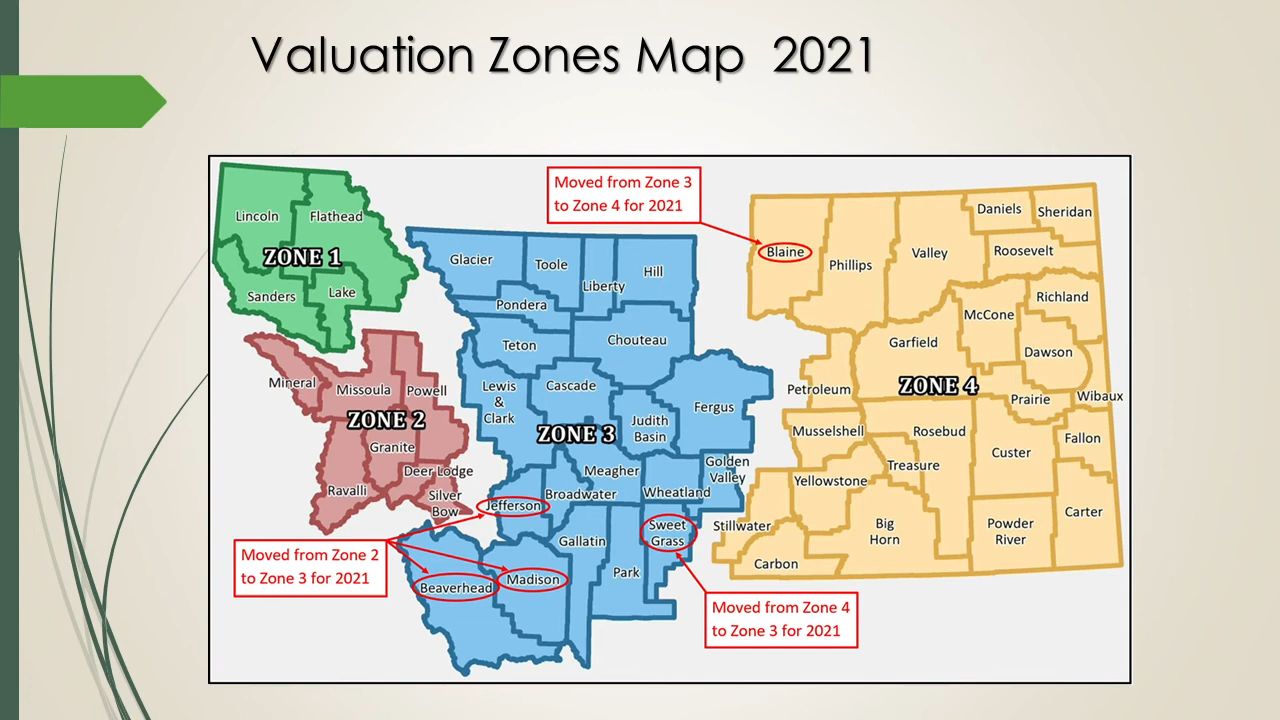 Valuation Zones Map 2021
Lincoln
Flathead
ZONE 1
Sanders
Lake
Mineral
Missoula
Powell
ZONE 2
Granite
Deer Lodge
Ravalli
Silver
Bow
Moved from Zone 2
to Zone 3 for 2021
Glacier
Toole
Liberty
Hill
Pondera
Teton
Chouteau
Lewis
&
Clark
Cascade
Judith
Basin
Fergus
ZONE 3
Meagher
Golden
Valley
Broadwater
Wheatland
Jefferson
Gallatin
Sweet
Grass
Park
Madison
Beaverhead
Moved from Zone 4
to Zone 3 for 2021
Moved from Zone 3
to Zone 4 for 2021
Blaine
Phillips
Valley
Daniels
Sheridan
Roosevelt
Richland
McCone
Garfield
Dawson
ZONE 4
Petroleum
Prairie
Wibaux
Musselshell
Rosebud
Fallon
Treasure
Custer
Yellowstone
Stillwater
Big
Horn
Powder
River
Carter
Carbon